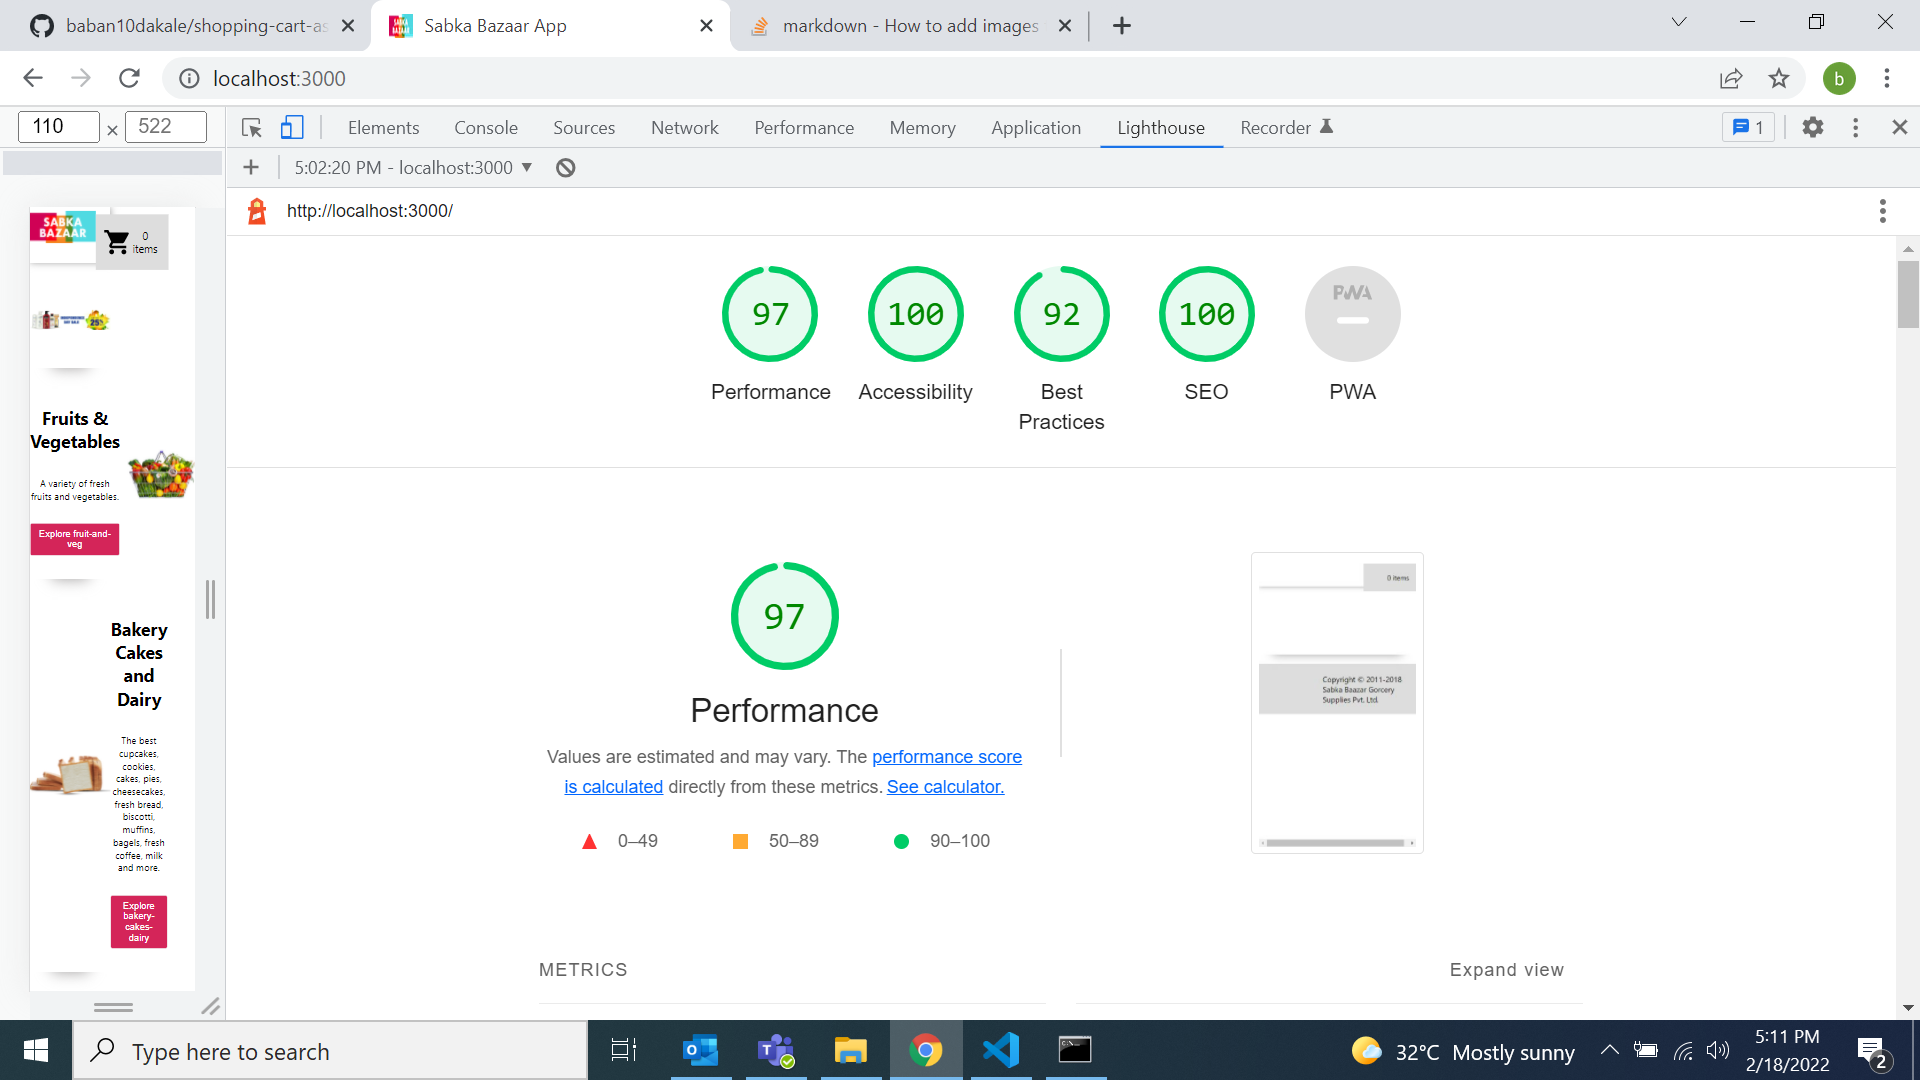 baban10dakale/shopping-cart-as
Sabka Bazaar App
markdown - How to add images
localhost:3000
b
110 × 522
Elements Console Sources Network Performance Memory Application Lighthouse Recorder
1
5:02:20 PM - localhost:3000
http://localhost:3000/
SABKA
BAZAAR
0
items
25%
Fruits &
Vegetables
A variety of fresh
fruits and vegetables.
Explore fruit-and-
veg
Bakery
Cakes
and
Dairy
The best
cupcakes,
cookies,
cakes, pies,
cheesecakes,
fresh bread,
biscotti,
muffins,
bagels, fresh
coffee, milk
and more.
Explore
bakery-
cakes-
dairy
97 100 92 100 PWA
Performance Accessibility Best
Practices SEO PWA
97
Performance
Values are estimated and may vary. The performance score
is calculated directly from these metrics. See calculator.
0–49 50–89 90–100
0 items
Copyright © 2011-2018
Sabka Baazar Gorcery
Supplies Pvt. Ltd.
METRICS
Expand view
Type here to search
32°C Mostly sunny
5:11 PM
2/18/2022
2